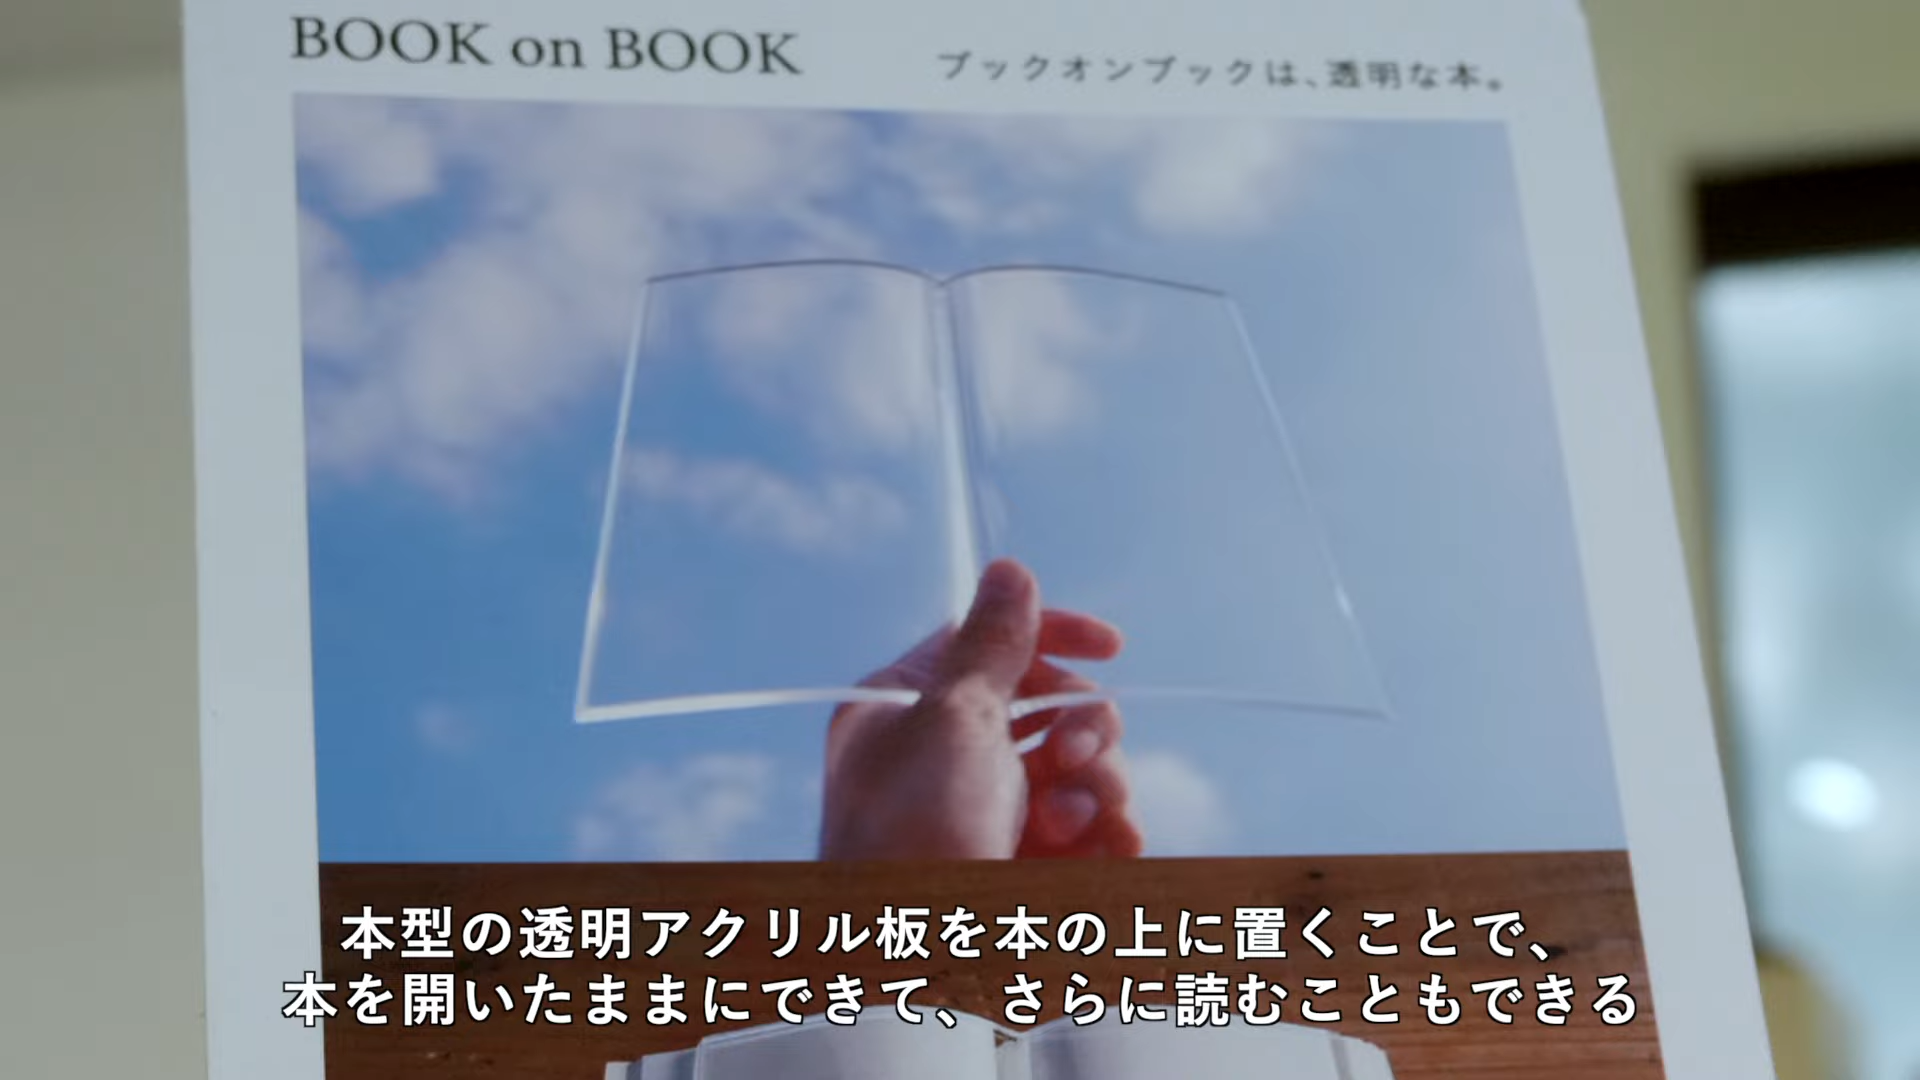 BOOK on BOOK
ブックオンブックは、透明な本。
本型の透明アクリル板を本の上に置くことで、
本を開いたままにできて、さらに読むこともできる